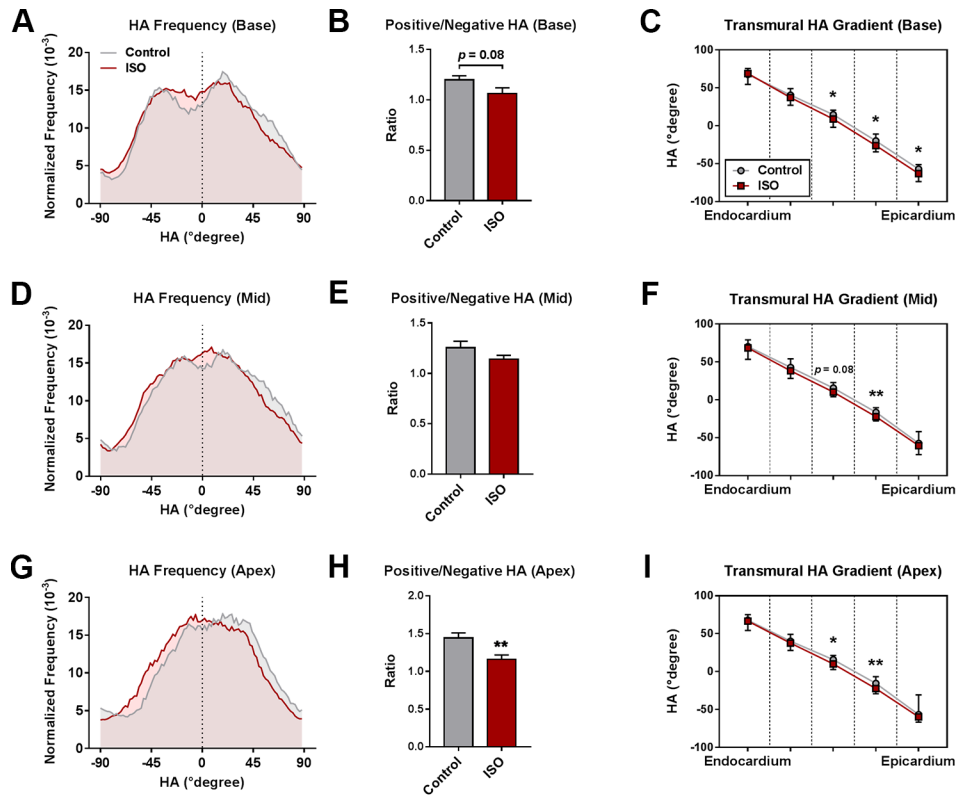 A
HA Frequency (Base)
Normalized Frequency (10⁻³)
20
15
10
5
0
Control
ISO
-90
-45
0
45
90
HA (°degree)
B
Positive/Negative HA (Base)
Ratio
1.5
1.0
0.5
0.0
p = 0.08
Control
ISO
C
Transmural HA Gradient (Base)
HA (°degree)
100
50
0
-50
-100
*
*
*
Control
ISO
Endocardium
Epicardium
D
HA Frequency (Mid)
Normalized Frequency (10⁻³)
20
15
10
5
0
-90
-45
0
45
90
HA (°degree)
E
Positive/Negative HA (Mid)
Ratio
1.5
1.0
0.5
0.0
Control
ISO
F
Transmural HA Gradient (Mid)
HA (°degree)
100
50
0
-50
-100
p = 0.08
**
Endocardium
Epicardium
G
HA Frequency (Apex)
Normalized Frequency (10⁻³)
20
15
10
5
0
-90
-45
0
45
90
HA (°degree)
H
Positive/Negative HA (Apex)
Ratio
2.0
1.5
1.0
0.5
0.0
**
Control
ISO
I
Transmural HA Gradient (Apex)
HA (°degree)
100
50
0
-50
-100
*
**
Endocardium
Epicardium